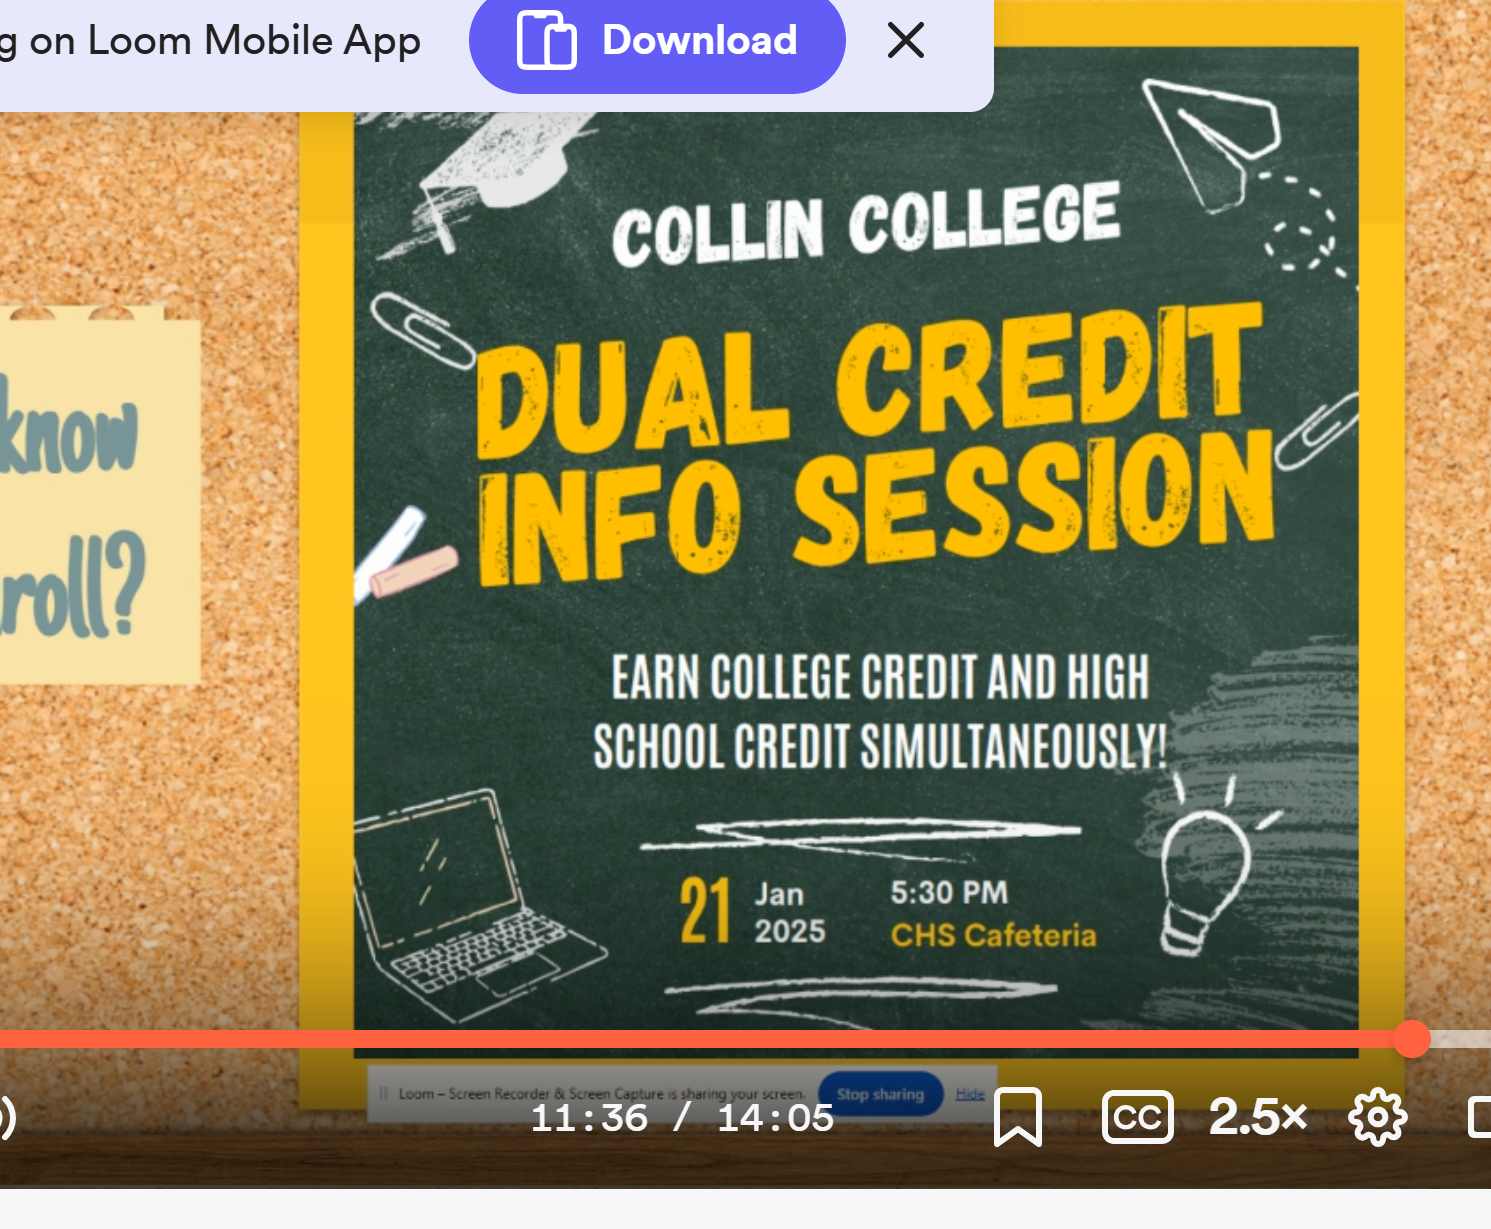 g on Loom Mobile App
Download
COLLIN COLLEGE
DUAL CREDIT
INFO SESSION
know
roll?
EARN COLLEGE CREDIT AND HIGH
SCHOOL CREDIT SIMULTANEOUSLY!
21 Jan 2025
5:30 PM
CHS Cafeteria
Loom – Screen Recorder & Screen Capture is sharing your screen.
Stop sharing
Hide
11:36 / 14:05
CC
2.5×